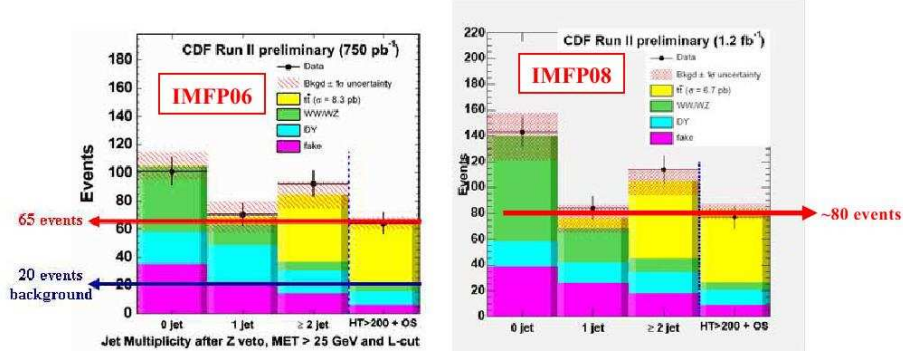 CDF Run II preliminary (750 pb⁻¹)
IMFP06
Data
Bkgd ± 1σ uncertainty
tt̄ (σ = 8.3 pb)
WW/WZ
DY
fake
Events
180
160
140
120
100
80
60
40
20
0
65 events
20 events
background
0 jet
1 jet
≥ 2 jet
HT>200 + OS
Jet Multiplicity after Z veto, MET > 25 GeV and L-cut
CDF Run II preliminary (1.2 fb⁻¹)
IMFP08
Data
Bkgd ± 1σ uncertainty
tt̄ (σ = 6.7 pb)
WW/WZ
DY
fake
Events
220
200
180
160
140
120
100
80
60
40
20
0
~80 events
0 jet
1 jet
≥ 2 jet
HT>200 + OS